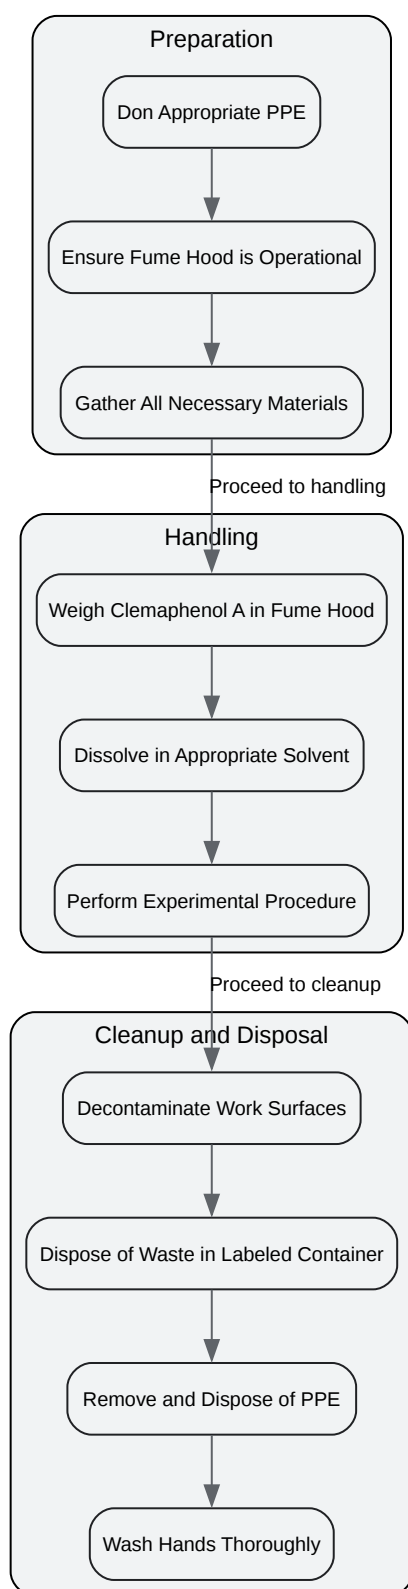 Preparation
Don Appropriate PPE
Ensure Fume Hood is Operational
Gather All Necessary Materials
Proceed to handling
Handling
Weigh Clemaphenol A in Fume Hood
Dissolve in Appropriate Solvent
Perform Experimental Procedure
Proceed to cleanup
Cleanup and Disposal
Decontaminate Work Surfaces
Dispose of Waste in Labeled Container
Remove and Dispose of PPE
Wash Hands Thoroughly